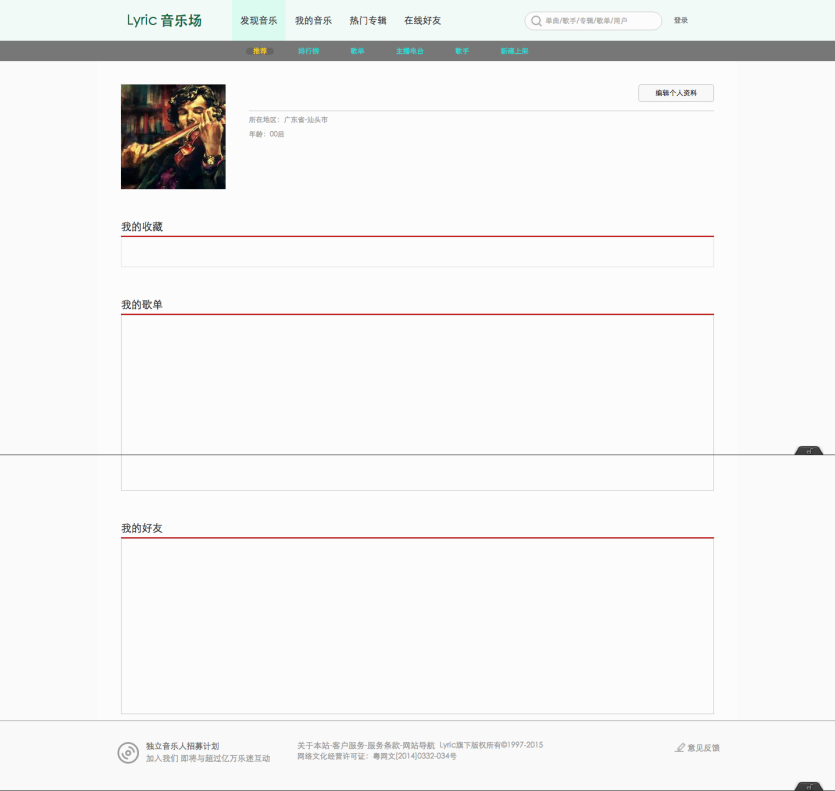 Lyric 音乐场
发现音乐 我的音乐 热门专辑 在线好友
单曲/歌手/专辑/歌单/用户
登录
推荐 排行榜 歌单 主播电台 歌手 新碟上架
编辑个人资料
所在地区：广东省-汕头市
年龄：00后
我的收藏
我的歌单
我的好友
独立音乐人招募计划
加入我们 即将与超过亿万乐迷互动
关于本站-客户服务-服务条款-网站导航 Lyric旗下版权所有©1997-2015
网络文化经营许可证：粤网文[2014]0332-034号
意见反馈